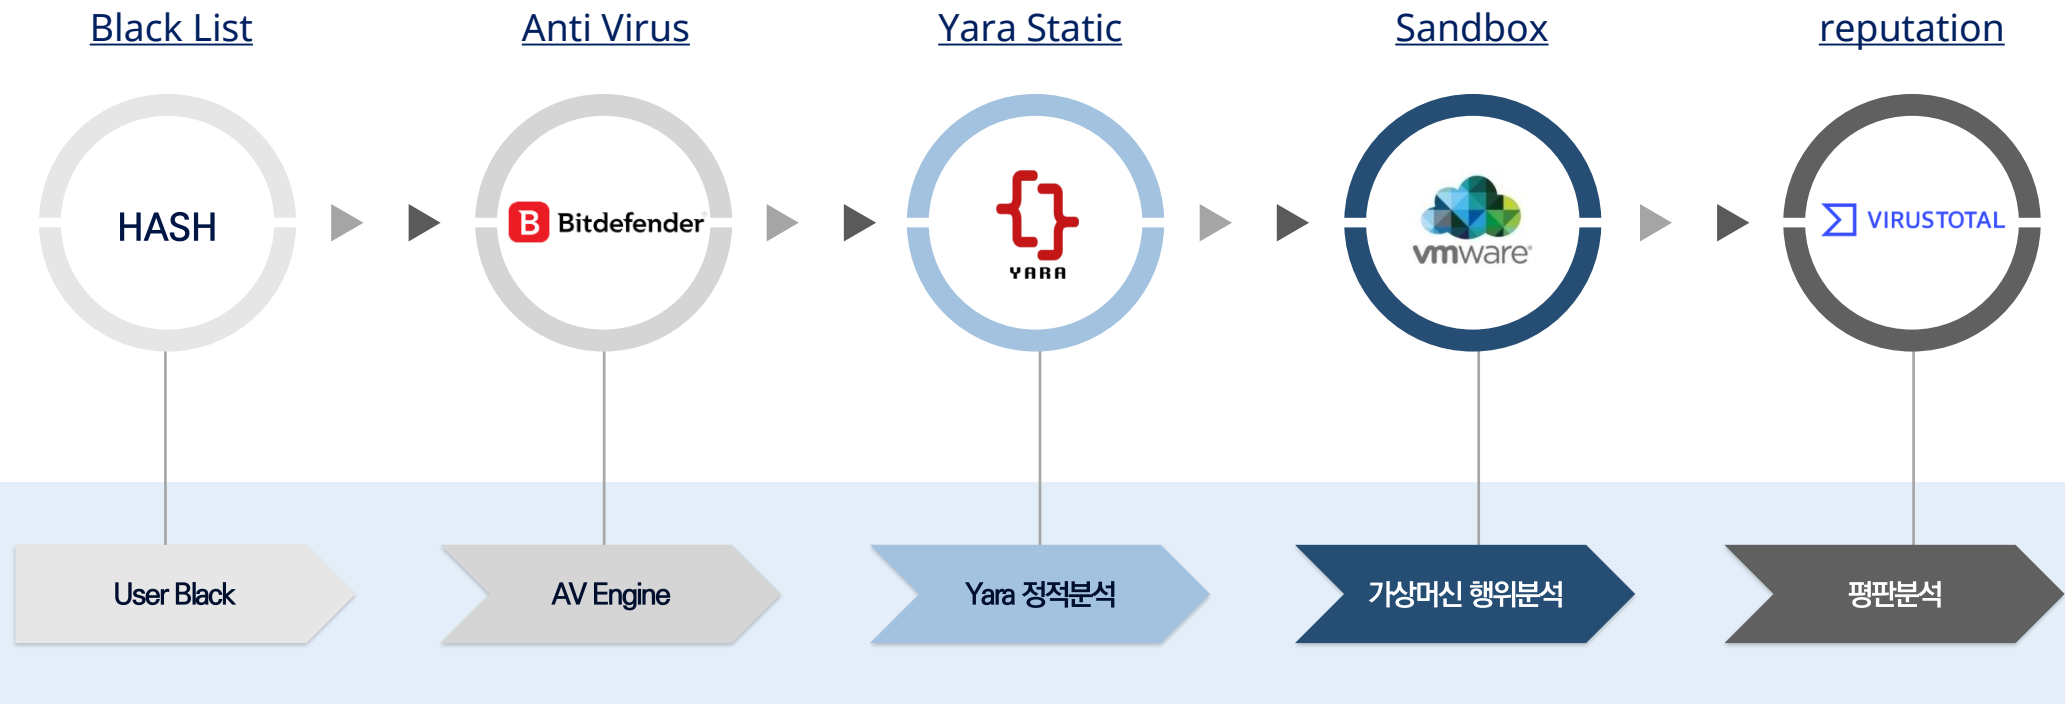 Black List
Anti Virus
Yara Static
Sandbox
reputation
HASH
B Bitdefender
YARA
vmware®
VIRUSTOTAL
User Black
AV Engine
Yara 정적분석
가상머신 행위분석
평판분석